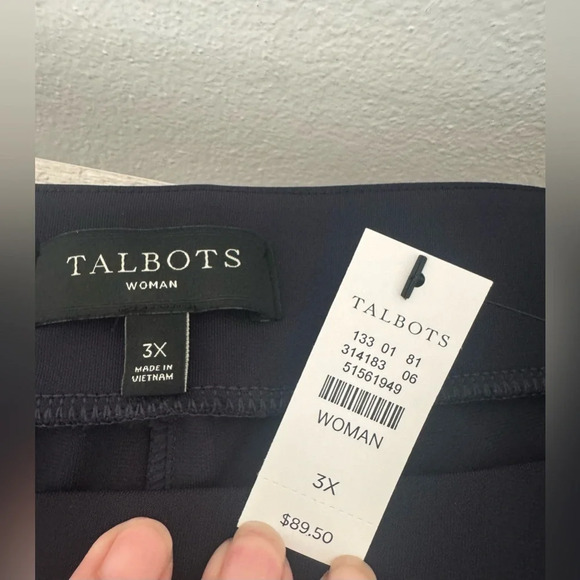 TALBOTS
WOMAN
3X
MADE IN
VIETNAM
TALBOTS
133 01 81
314183 06
51561949
WOMAN
3X
$89.50